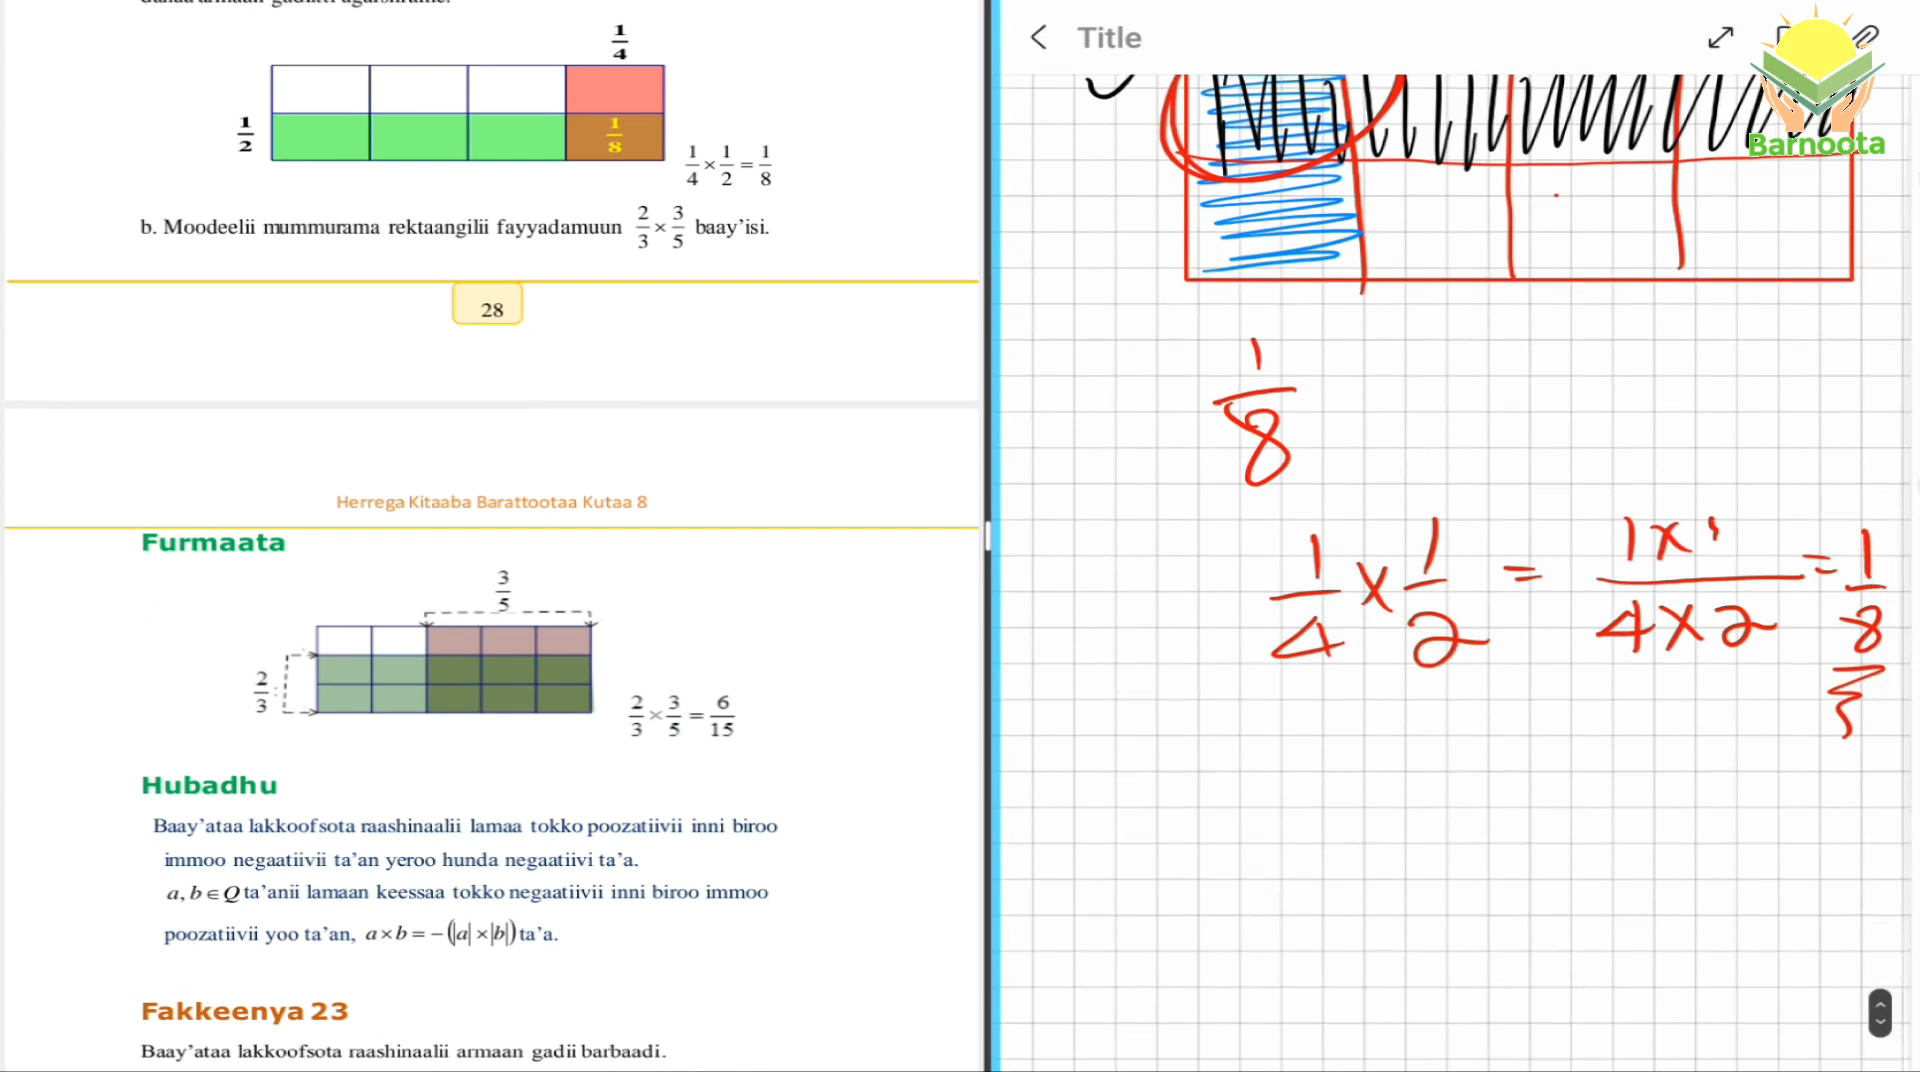 1/4
1/2
1/8
1/4 × 1/2 = 1/8
b. Moodeelii mummurama rektaangilii fayyadamuun 2/3 × 3/5 baay’isi.
28
Herrega Kitaaba Barattootaa Kutaa 8
Furmaata
3/5
2/3
2/3 × 3/5 = 6/15
Hubadhu
Baay’ataa lakkoofsota raashinaalii lamaa tokko poozatiivii inni biroo
immoo negaatiivii ta’an yeroo hunda negaatiivi ta’a.
a, b ∈ Q ta’anii lamaan keessaa tokko negaatiivii inni biroo immoo
poozatiivii yoo ta’an, a × b = − (|a| × |b|) ta’a.
Fakkeenya 23
Baay’ataa lakkoofsota raashinaalii armaan gadii barbaadi.
Title
Barnoota
1/8
1/4 × 1/2 = 1×1/4×2 = 1/8